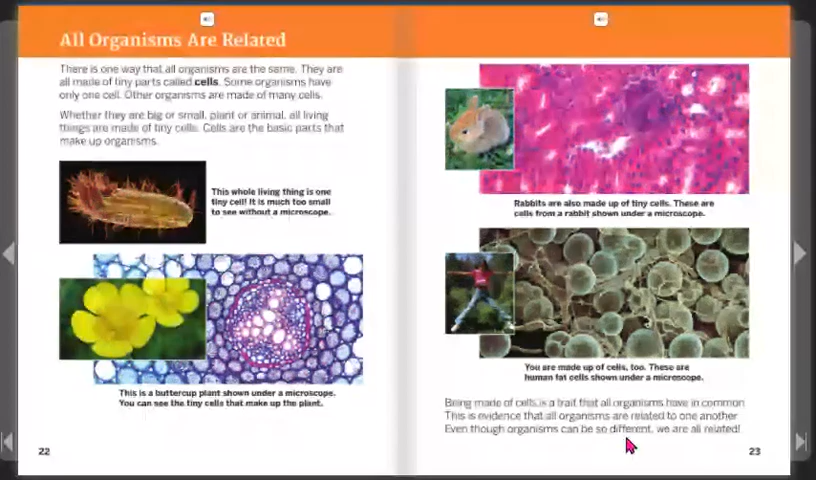 All Organisms Are Related
There is one way that all organisms are the same. They are
all made of tiny parts called cells. Some organisms have
only one cell. Other organisms are made of many cells.
Whether they are big or small, plant or animal, all living
things are made of tiny cells. Cells are the basic parts that
make up organisms.
This whole living thing is one
tiny cell! It is much too small
to see without a microscope.
This is a buttercup plant shown under a microscope.
You can see the tiny cells that make up the plant.
22
Rabbits are also made up of tiny cells. These are
cells from a rabbit shown under a microscope.
You are made up of cells, too. These are
human fat cells shown under a microscope.
Being made of cells is a trait that all organisms have in common
This is evidence that all organisms are related to one another
Even though organisms can be so different, we are all related!
23